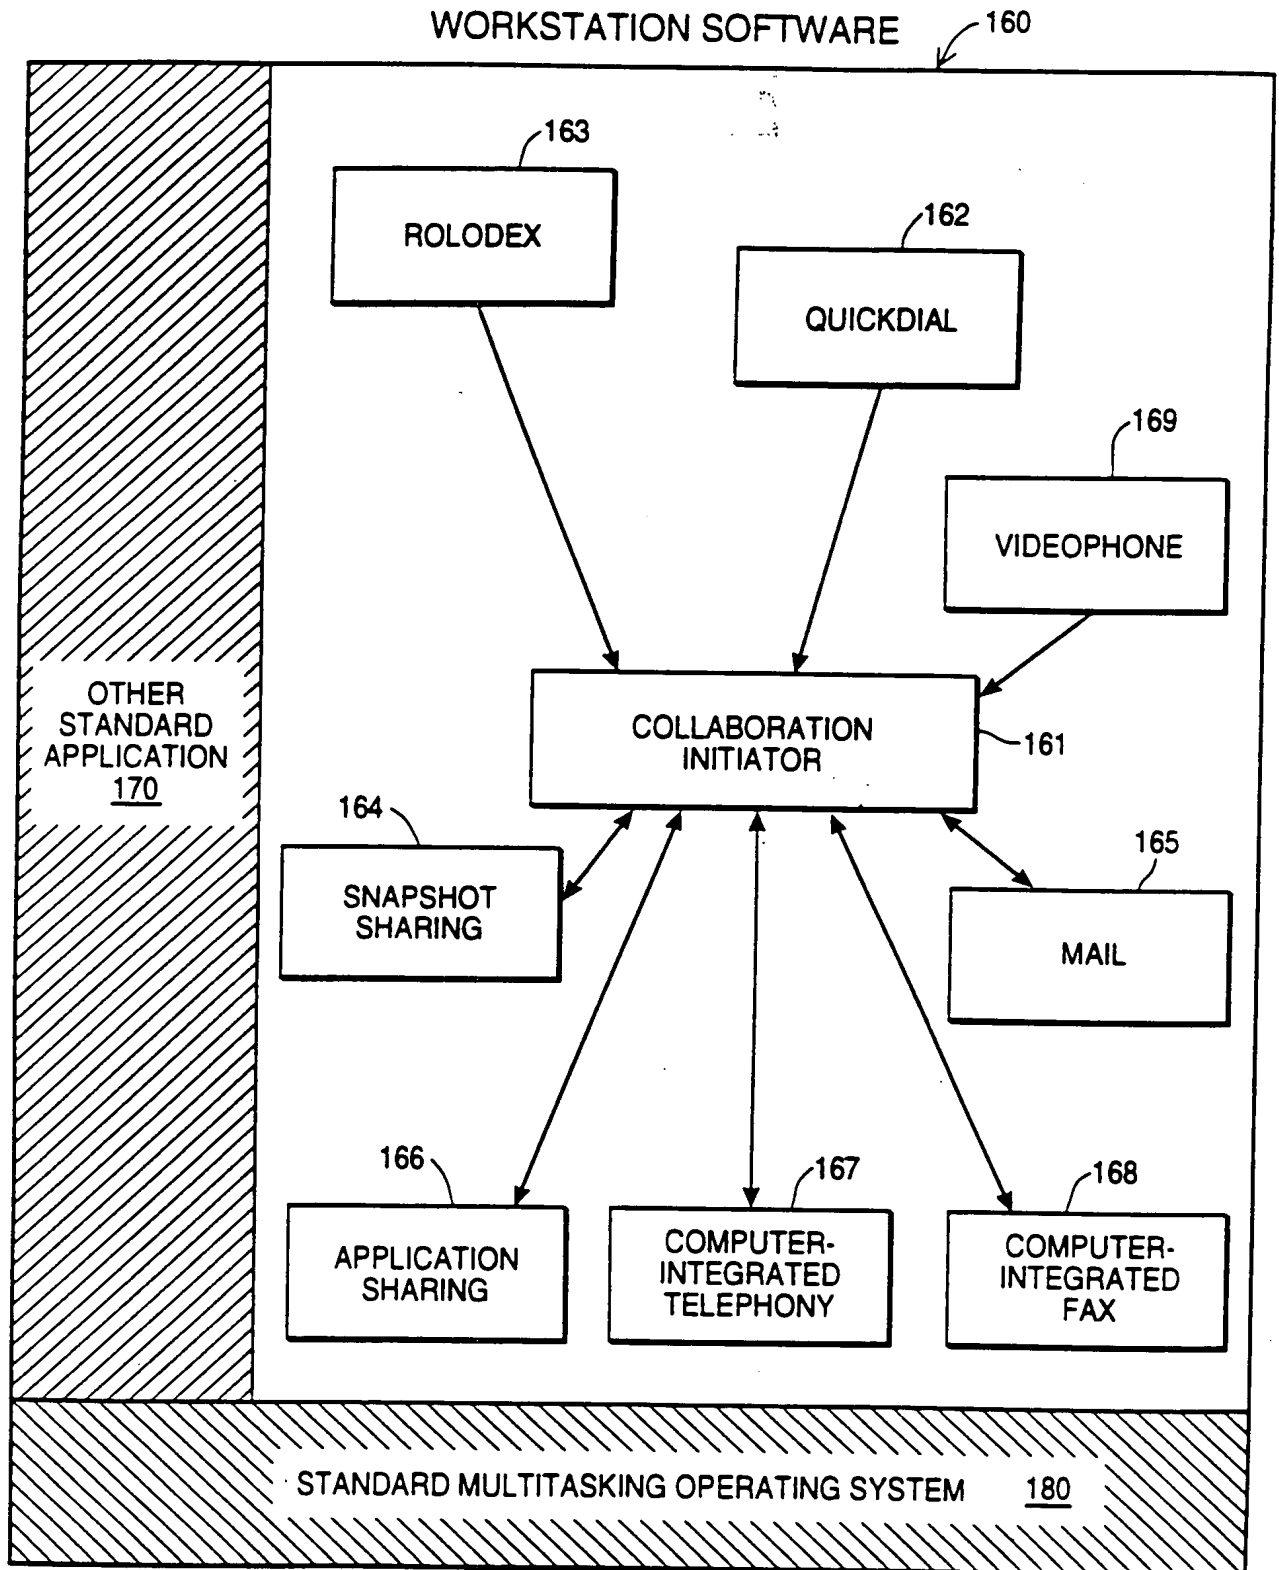 WORKSTATION SOFTWARE
160
163
ROLODEX
162
QUICKDIAL
169
VIDEOPHONE
COLLABORATION
INITIATOR
161
OTHER
STANDARD
APPLICATION
170
164
SNAPSHOT
SHARING
165
MAIL
166
APPLICATION
SHARING
167
COMPUTER-
INTEGRATED
TELEPHONY
168
COMPUTER-
INTEGRATED
FAX
STANDARD MULTITASKING OPERATING SYSTEM 180